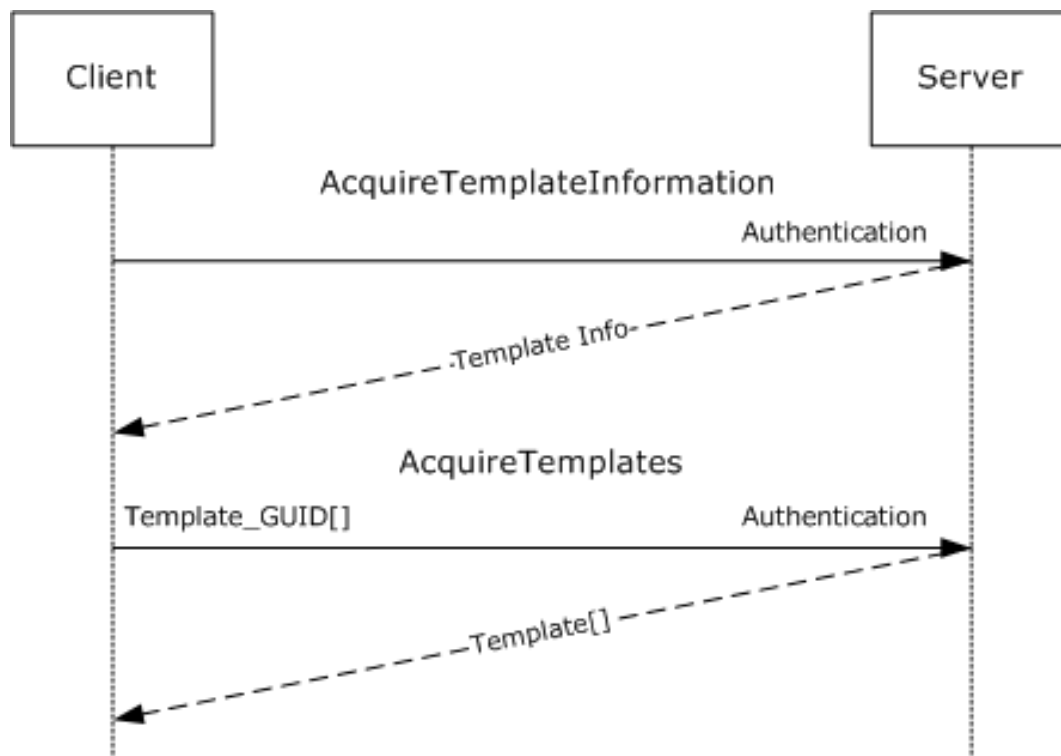 Client
Server
AcquireTemplateInformation
Authentication
Template Info
AcquireTemplates
Template_GUID[]
Authentication
Template[]